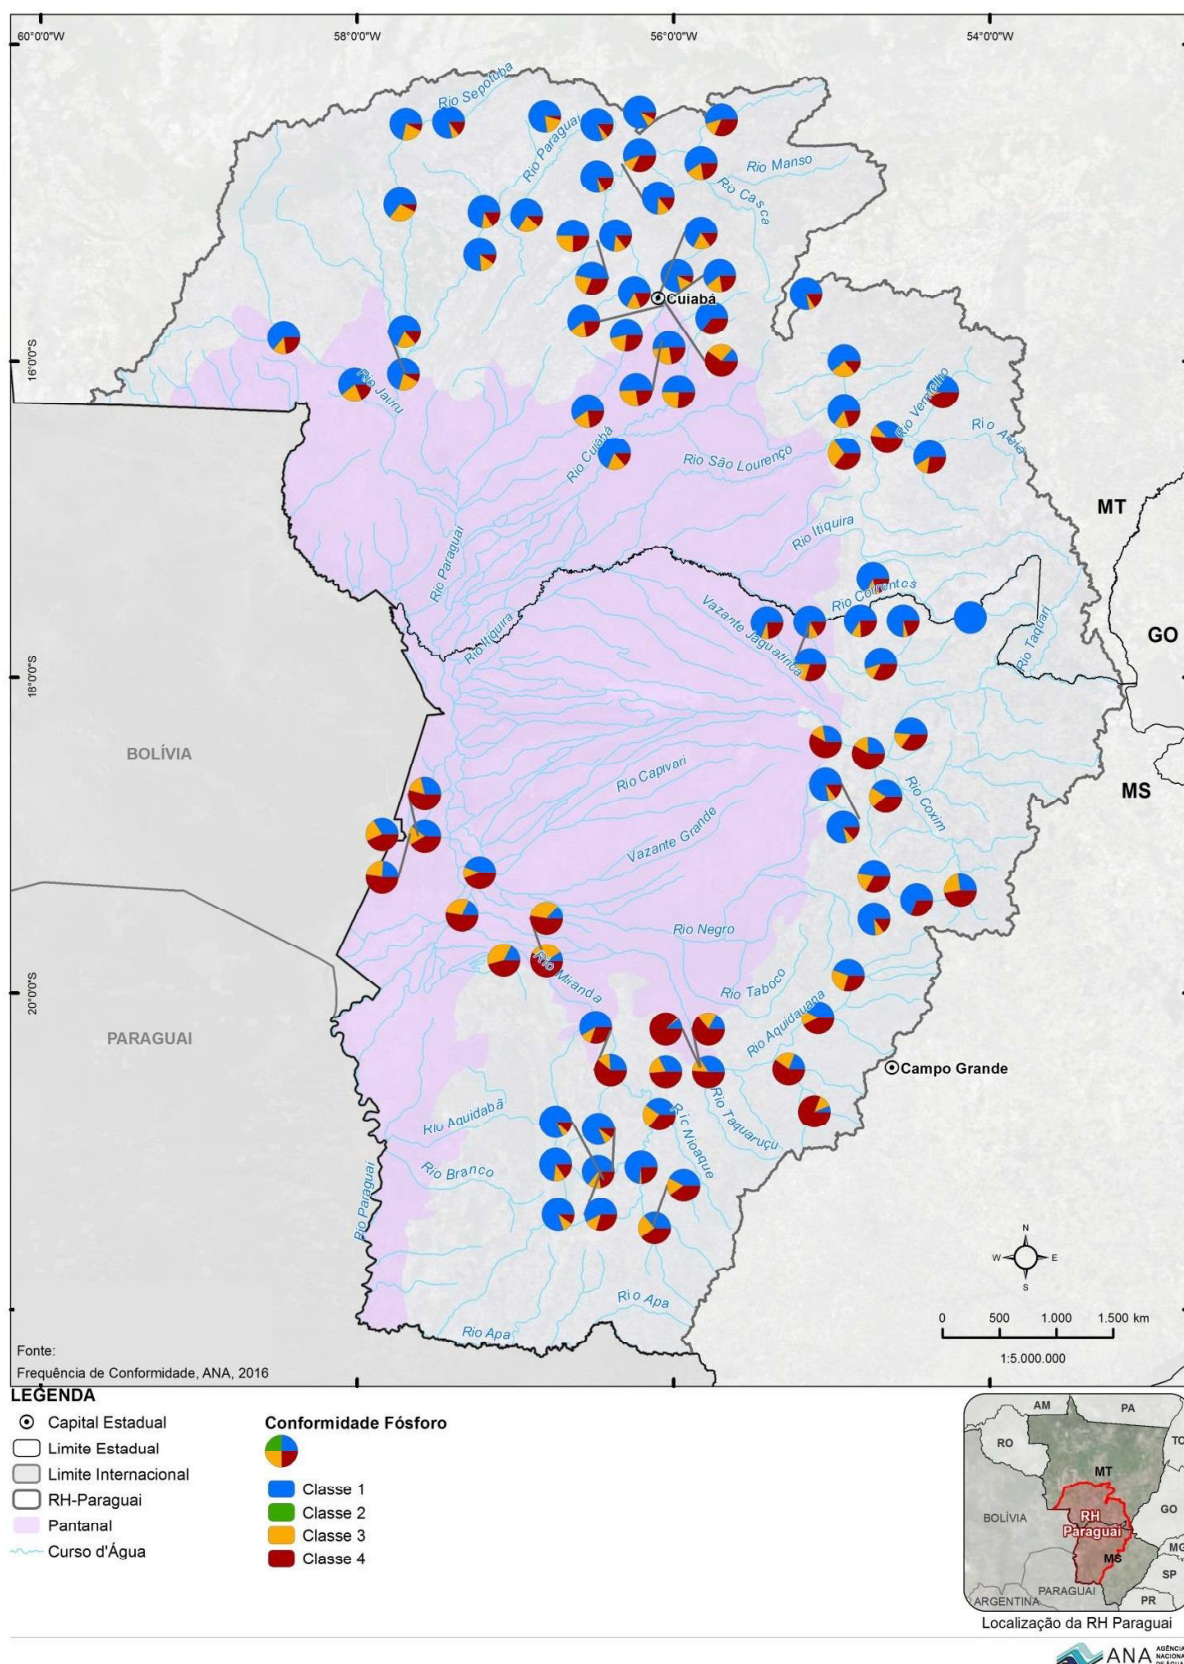 60°0'0"W
58°0'0"W
56°0'0"W
54°0'0"W
Rio Sepotuba
Rio Paraguai
Rio Manso
Rio Casca
Cuiabá
16°0'0"S
Rio Jauru
Rio Vermelho
Rio Cuiabá
Rio São Lourenço
MT
Rio Itiquira
Rio Paraguai
Rio Correntes
Vazante Jaguatirica
Rio Itiquira
Rio Taquari
GO
18°0'0"S
BOLÍVIA
Rio Capivari
Rio Coxim
MS
Vazante Grande
Rio Negro
Rio Miranda
Rio Taboco
20°0'0"S
PARAGUAI
Rio Aquidauana
Campo Grande
Rio Aquidabã
Rio Taquaruçu
Rio Nioaque
Rio Branco
Rio Paraguai
N
W
E
S
Rio Apa
Rio Apa
0 500 1.000 1.500 km
1:5.000.000
Fonte:
Frequência de Conformidade, ANA, 2016
LEGENDA
Capital Estadual
Limite Estadual
Limite Internacional
RH-Paraguai
Pantanal
Curso d'Água
Conformidade Fósforo
Classe 1
Classe 2
Classe 3
Classe 4
AM
PA
RO
TO
MT
BOLÍVIA
GO
RH
Paraguai
MS
MG
SP
PARAGUAI
ARGENTINA
PR
Localização da RH Paraguai
ANA
AGÊNCIA
NACIONAL